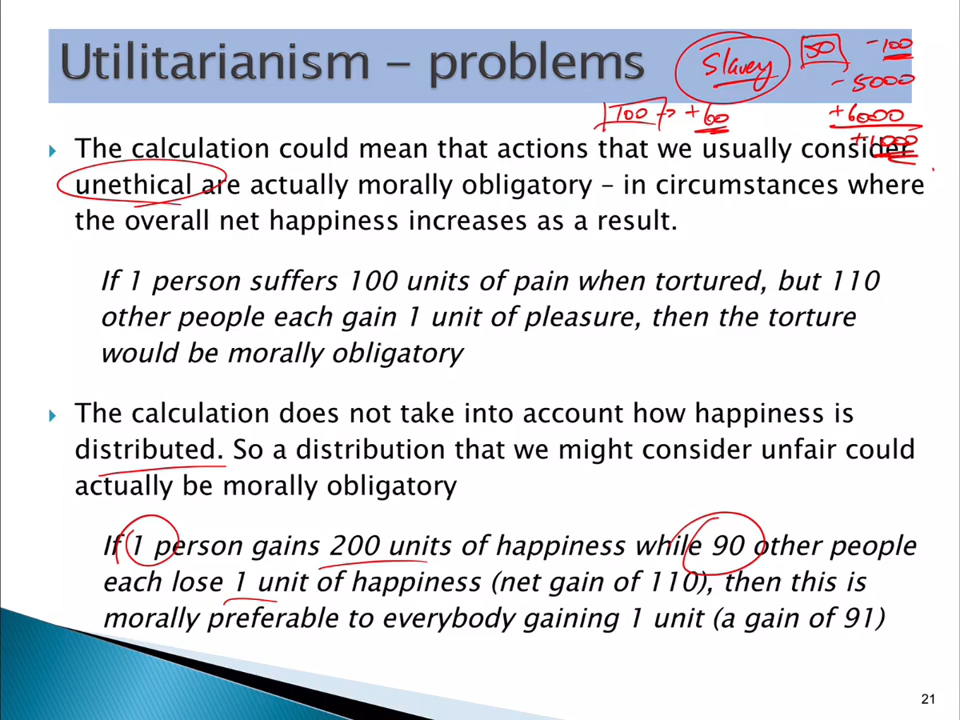 Utilitarianism – problems
Slavey
50
-100
- 5000
100 → + 60
+6000
+1000
The calculation could mean that actions that we usually consider
unethical are actually morally obligatory – in circumstances where
the overall net happiness increases as a result.
If 1 person suffers 100 units of pain when tortured, but 110
other people each gain 1 unit of pleasure, then the torture
would be morally obligatory
The calculation does not take into account how happiness is
distributed. So a distribution that we might consider unfair could
actually be morally obligatory
If 1 person gains 200 units of happiness while 90 other people
each lose 1 unit of happiness (net gain of 110), then this is
morally preferable to everybody gaining 1 unit (a gain of 91)
21